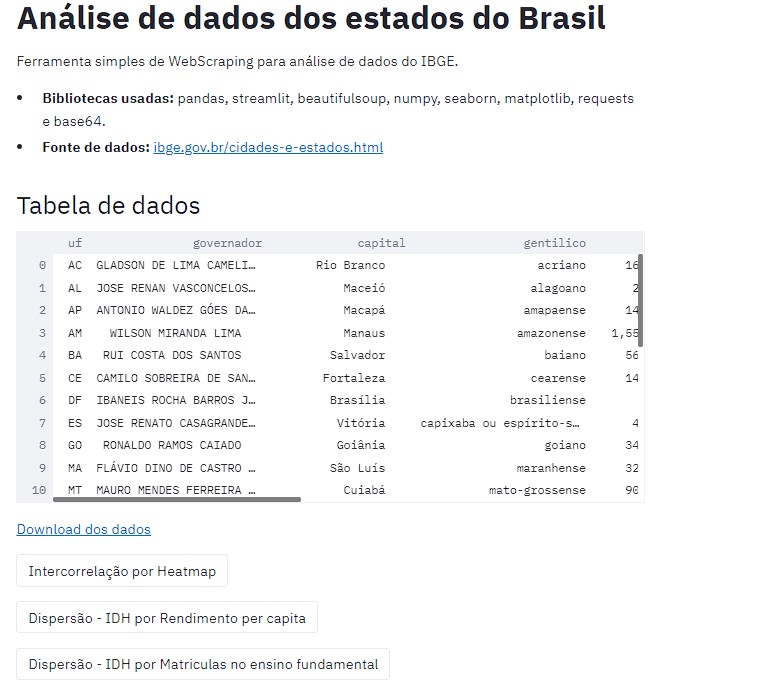 Análise de dados dos estados do Brasil
Ferramenta simples de WebScraping para análise de dados do IBGE.
• Bibliotecas usadas: pandas, streamlit, beautifulsoup, numpy, seaborn, matplotlib, requests
e base64.
• Fonte de dados: ibge.gov.br/cidades-e-estados.html
Tabela de dados
uf governador capital gentilico
0 AC GLADSON DE LIMA CAMELI… Rio Branco acriano 16
1 AL JOSE RENAN VASCONCELOS… Maceió alagoano 2
2 AP ANTONIO WALDEZ GÓES DA… Macapá amapaense 14
3 AM WILSON MIRANDA LIMA Manaus amazonense 1,55
4 BA RUI COSTA DOS SANTOS Salvador baiano 56
5 CE CAMILO SOBREIRA DE SAN… Fortaleza cearense 14
6 DF IBANEIS ROCHA BARROS J… Brasília brasiliense
7 ES JOSE RENATO CASAGRANDE… Vitória capixaba ou espírito-s… 4
8 GO RONALDO RAMOS CAIADO Goiânia goiano 34
9 MA FLÁVIO DINO DE CASTRO … São Luís maranhense 32
10 MT MAURO MENDES FERREIRA … Cuiabá mato-grossense 90
Download dos dados
Intercorrelação por Heatmap
Dispersão - IDH por Rendimento per capita
Dispersão - IDH por Matriculas no ensino fundamental